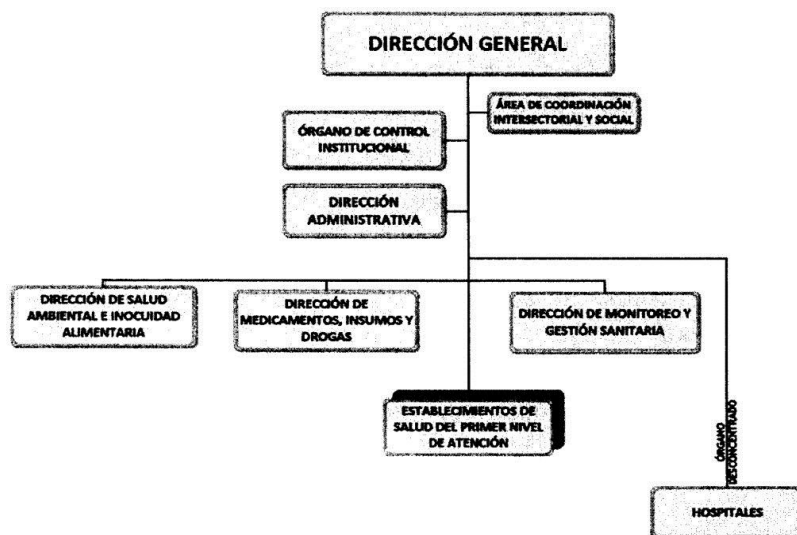 DIRECCIÓN GENERAL
ÁREA DE COORDINACIÓN
INTERSECTORIAL Y SOCIAL
ÓRGANO DE CONTROL
INSTITUCIONAL
DIRECCIÓN
ADMINISTRATIVA
DIRECCIÓN DE SALUD
AMBIENTAL E INOCUIDAD
ALIMENTARIA
DIRECCIÓN DE
MEDICAMENTOS, INSUMOS Y
DROGAS
DIRECCIÓN DE MONITOREO Y
GESTIÓN SANITARIA
ESTABLECIMIENTOS DE
SALUD DEL PRIMER NIVEL
DE ATENCIÓN
ÓRGANO
DESCONCENTRADO
HOSPITALES